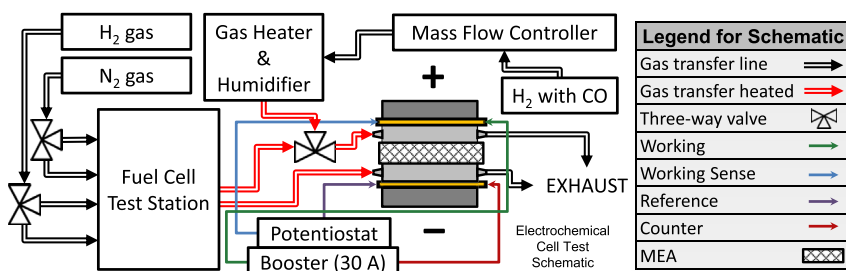 H2 gas
N2 gas
Gas Heater
&
Humidifier
Mass Flow Controller
H2 with CO
+
Fuel Cell
Test Station
EXHAUST
−
Potentiostat
Booster (30 A)
Electrochemical
Cell Test
Schematic
Legend for Schematic
Gas transfer line
Gas transfer heated
Three-way valve
Working
Working Sense
Reference
Counter
MEA